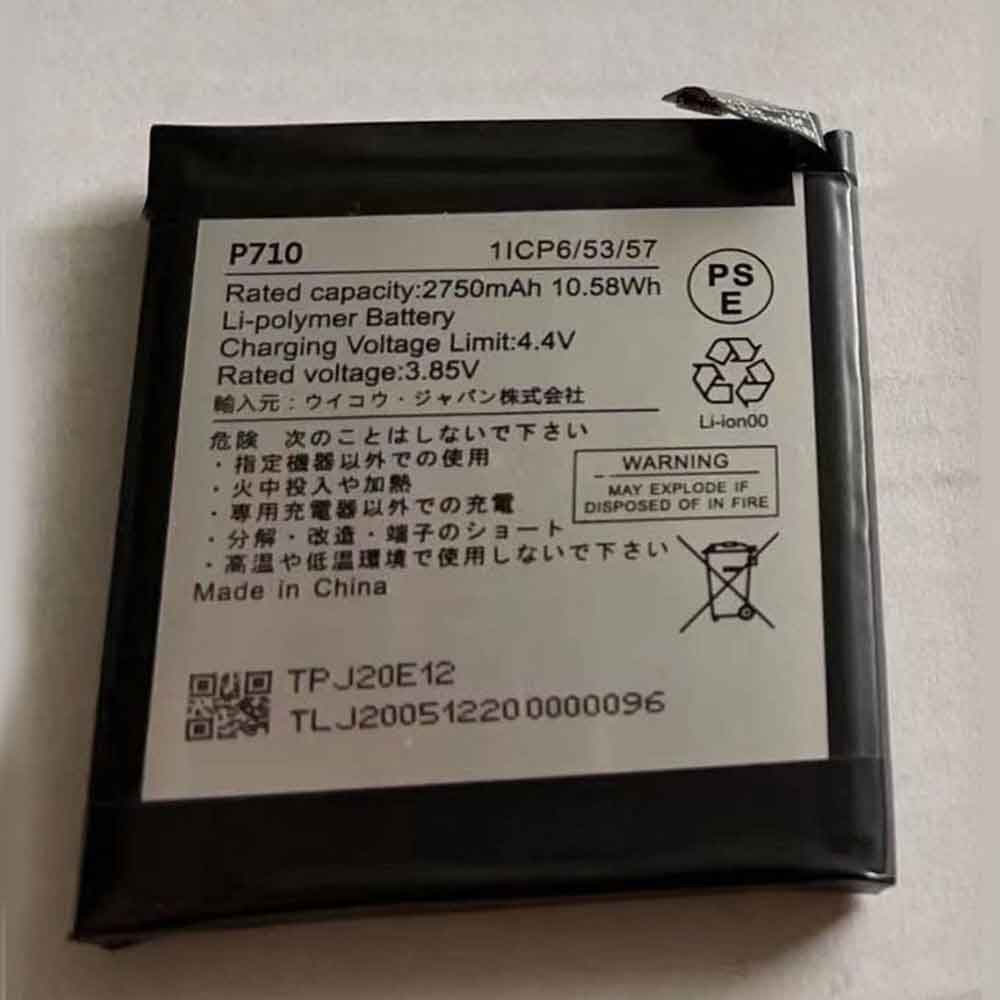 P710 1ICP6/53/57
Rated capacity:2750mAh 10.58Wh
Li-polymer Battery
Charging Voltage Limit:4.4V
Rated voltage:3.85V
輸入元:ウイコウ・ジャパン株式会社
PS
E
Li-ion00
危険 次のことはしないで下さい
・指定機器以外での使用
・火中投入や加熱
・専用充電器以外での充電
・分解・改造・端子のショート
・高温や低温環境で使用しないで下さい
Made in China
WARNING
MAY EXPLODE IF
DISPOSED OF IN FIRE
TPJ20E12
TLJ200512200000096